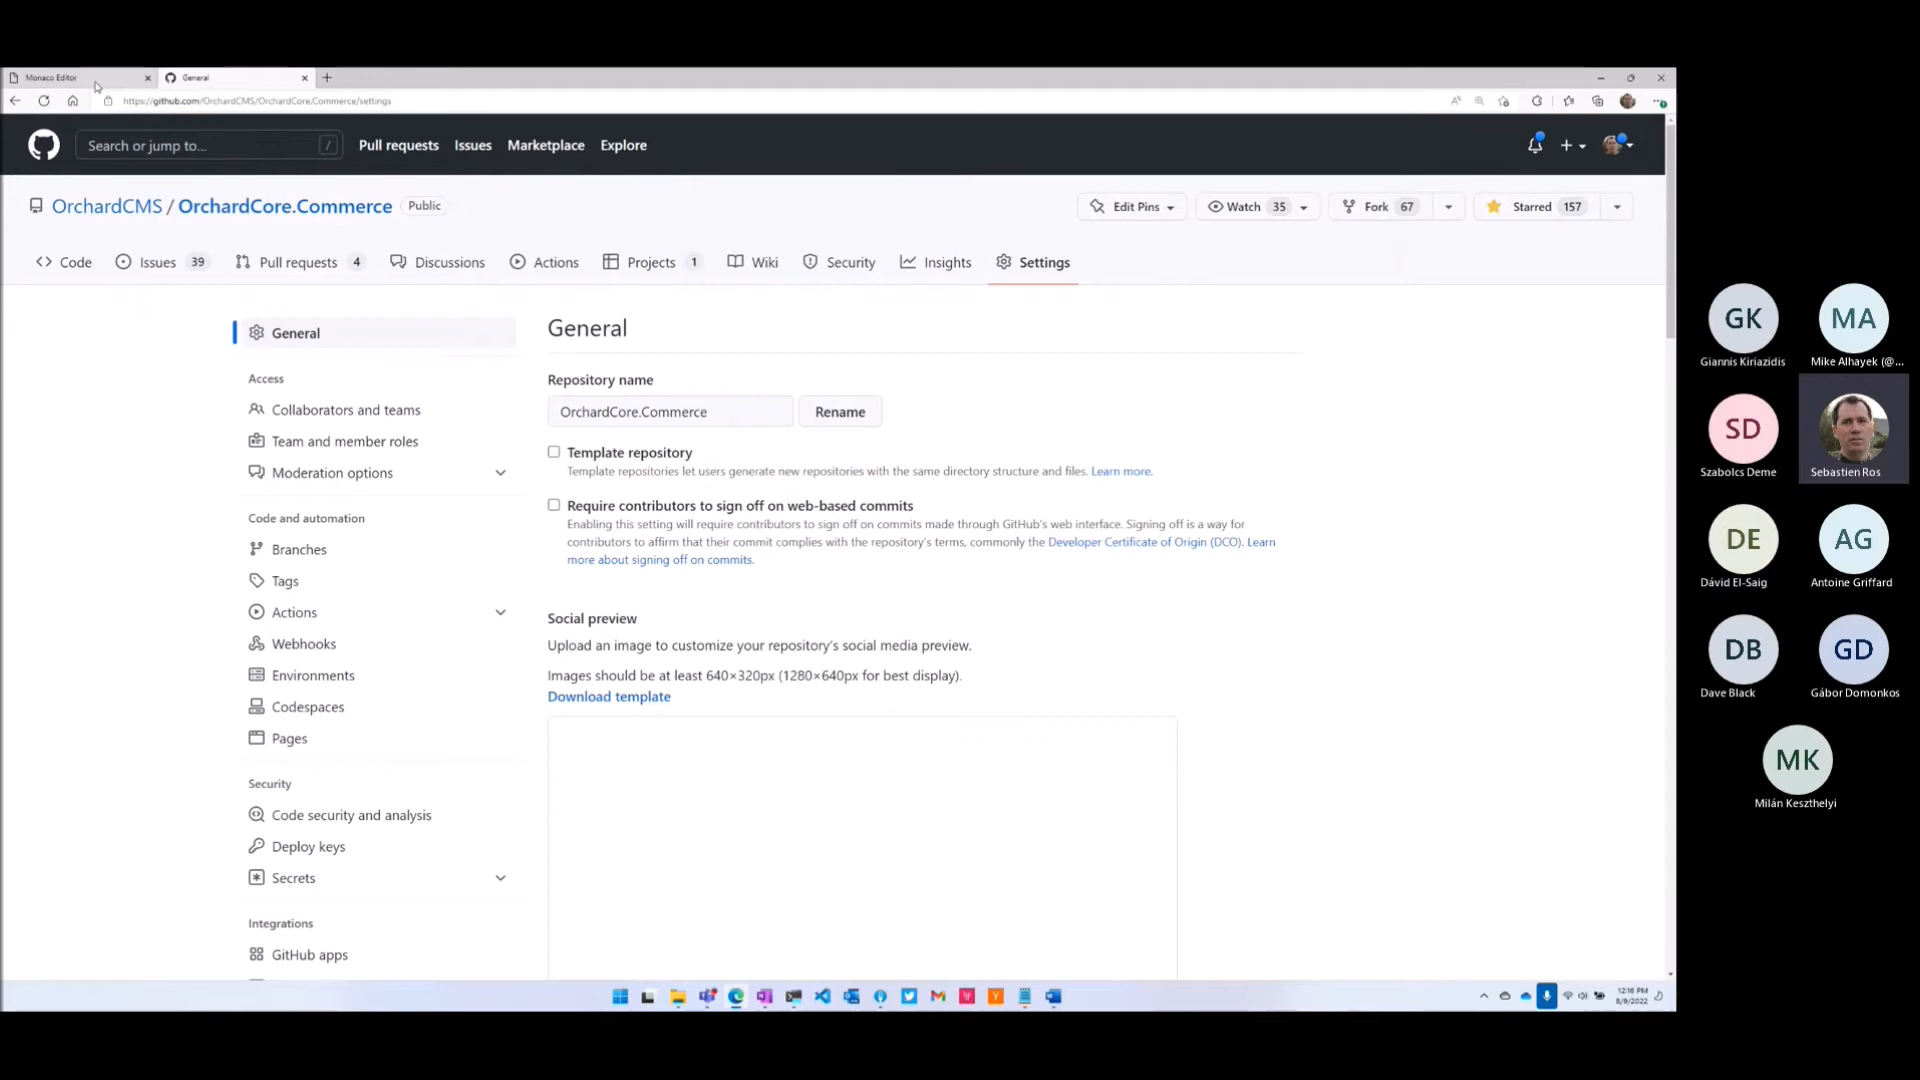 Monaco Editor
General
https://github.com/OrchardCMS/OrchardCore.Commerce/settings
Search or jump to... /
Pull requests Issues Marketplace Explore
OrchardCMS / OrchardCore.Commerce Public
Edit Pins Watch 35 Fork 67 Starred 157
Code Issues 39 Pull requests 4 Discussions Actions Projects 1 Wiki Security Insights Settings
General
Access
Collaborators and teams
Team and member roles
Moderation options
Code and automation
Branches
Tags
Actions
Webhooks
Environments
Codespaces
Pages
Security
Code security and analysis
Deploy keys
Secrets
Integrations
GitHub apps
General
Repository name
OrchardCore.Commerce Rename
Template repository
Template repositories let users generate new repositories with the same directory structure and files. Learn more.
Require contributors to sign off on web-based commits
Enabling this setting will require contributors to sign off on commits made through GitHub's web interface. Signing off is a way for
contributors to affirm that their commit complies with the repository's terms, commonly the Developer Certificate of Origin (DCO). Learn
more about signing off on commits.
Social preview
Upload an image to customize your repository's social media preview.
Images should be at least 640×320px (1280×640px for best display).
Download template
12:16 PM
8/9/2022
GK MA
Giannis Kiriazidis Mike Alhayek (@...
SD
Szabolcs Deme Sebastien Ros
DE AG
Dávid El-Saig Antoine Griffard
DB GD
Dave Black Gábor Domonkos
MK
Milán Keszthelyi